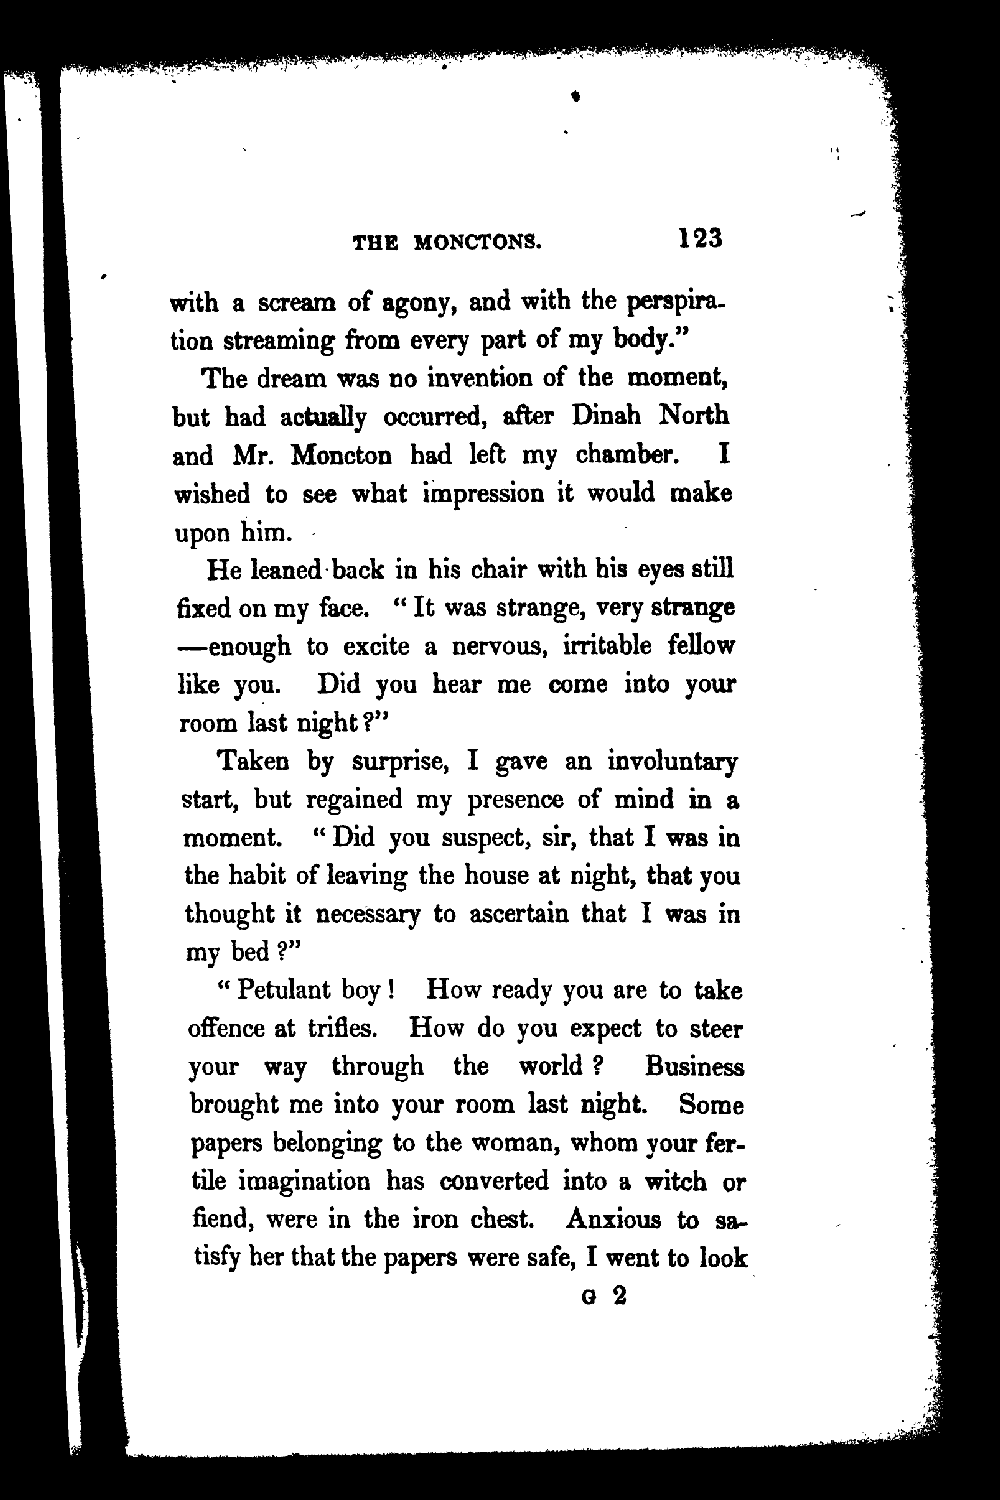 THE MONCTONS. 123
with a scream of agony, and with the perspira-
tion streaming from every part of my body.”
The dream was no invention of the moment,
but had actually occurred, after Dinah North
and Mr. Moncton had left my chamber. I
wished to see what impression it would make
upon him.
He leaned back in his chair with his eyes still
fixed on my face. “It was strange, very strange
—enough to excite a nervous, irritable fellow
like you. Did you hear me come into your
room last night?”
Taken by surprise, I gave an involuntary
start, but regained my presence of mind in a
moment. “Did you suspect, sir, that I was in
the habit of leaving the house at night, that you
thought it necessary to ascertain that I was in
my bed?”
“Petulant boy! How ready you are to take
offence at trifles. How do you expect to steer
your way through the world? Business
brought me into your room last night. Some
papers belonging to the woman, whom your fer-
tile imagination has converted into a witch or
fiend, were in the iron chest. Anxious to sa-
tisfy her that the papers were safe, I went to look
G 2